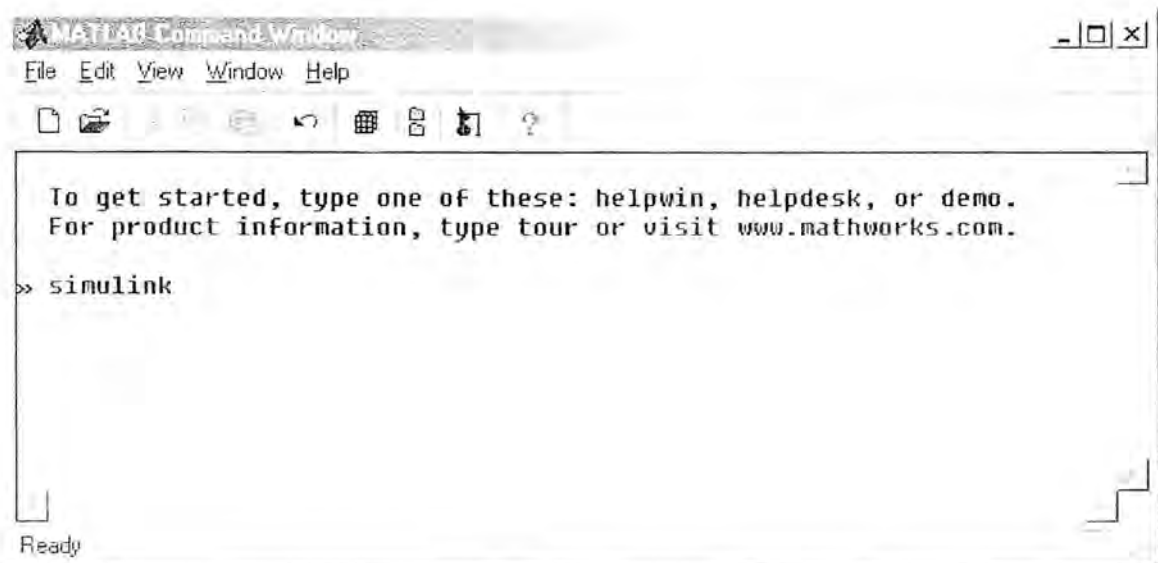 MATLAB Command Window
File Edit View Window Help
To get started, type one of these: helpwin, helpdesk, or demo.
For product information, type tour or visit www.mathworks.com.
» simulink
Ready